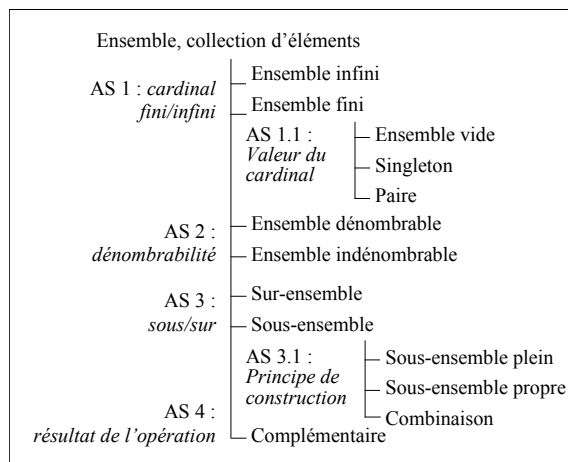 Ensemble, collection d’éléments
AS 1 : cardinal
fini/infini
Ensemble infini
Ensemble fini
AS 1.1 :
Valeur du
cardinal
Ensemble vide
Singleton
Paire
AS 2 :
dénombrabilité
Ensemble dénombrable
Ensemble indénombrable
AS 3 :
sous/sur
Sur-ensemble
Sous-ensemble
AS 3.1 :
Principe de
construction
Sous-ensemble plein
Sous-ensemble propre
Combinaison
AS 4 :
résultat de l’opération
Complémentaire